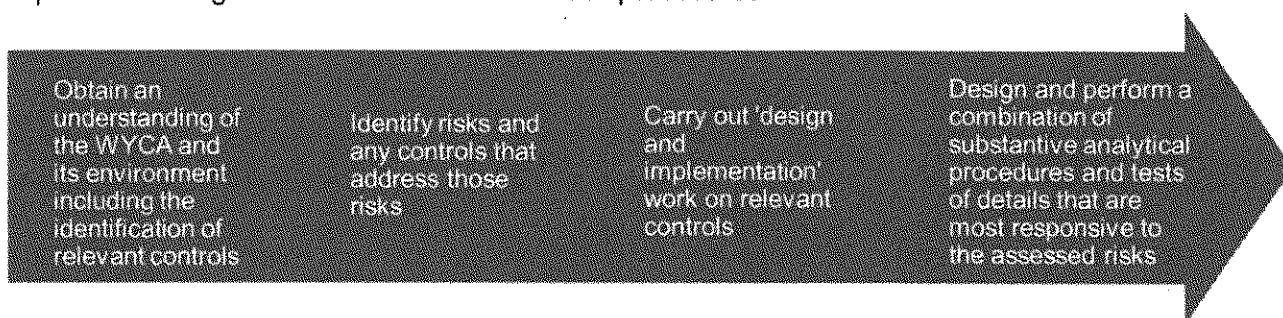 Obtain an
understanding of
the WYCA and
its environment
including the
identification of
relevant controls
Identify risks and
any controls that
address those
risks
Carry out 'design
and
implementation'
work on relevant
controls
Design and perform a
combination of
substantive analytical
procedures and tests
of details that are
most responsive to
the assessed risks